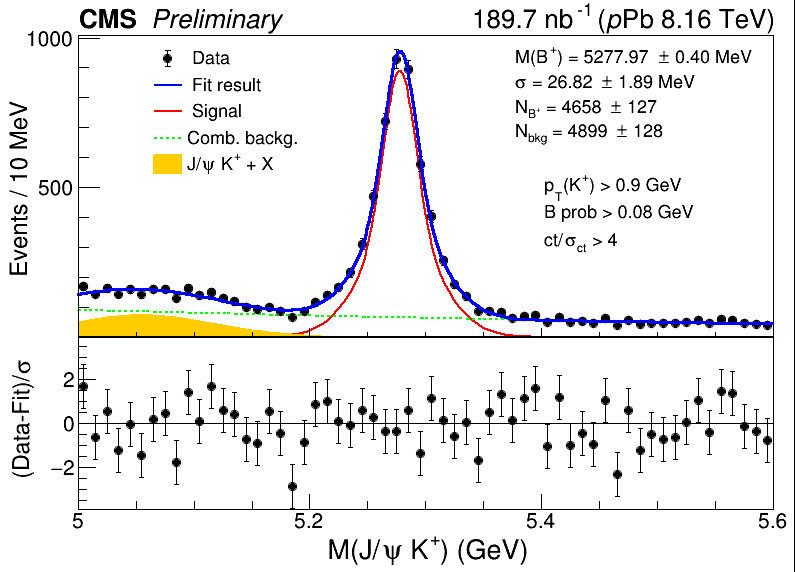 CMS Preliminary 189.7 nb⁻¹ (pPb 8.16 TeV)
1000
500
Events / 10 MeV
Data
Fit result
Signal
Comb. backg.
J/ψ K⁺ + X
M(B⁺) = 5277.97 ± 0.40 MeV
σ = 26.82 ± 1.89 MeV
N_B⁺ = 4658 ± 127
N_bkg = 4899 ± 128
p_T(K⁺) > 0.9 GeV
B prob > 0.08 GeV
ct/σ_ct > 4
(Data-Fit)/σ
2
0
−2
5 5.2 5.4 5.6
M(J/ψ K⁺) (GeV)